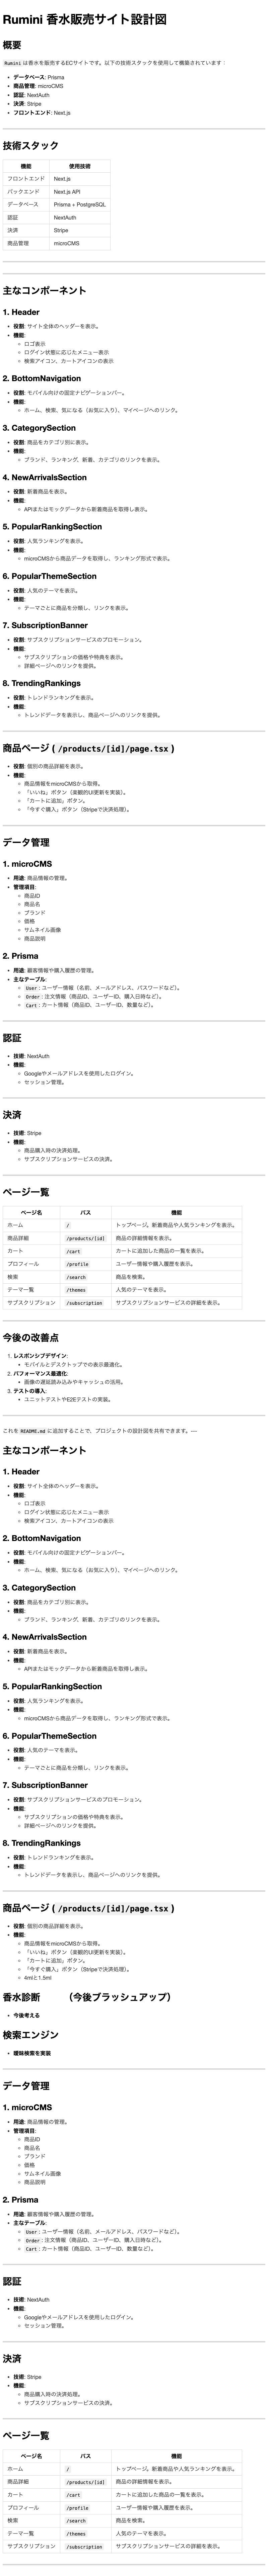 Rumini 香水販売サイト設計図
概要
Rumini は香水を販売するECサイトです。以下の技術スタックを使用して構築されています：
データベース: Prisma
商品管理: microCMS
認証: NextAuth
決済: Stripe
フロントエンド: Next.js
技術スタック
機能 使用技術
フロントエンド Next.js
バックエンド Next.js API
データベース Prisma + PostgreSQL
認証 NextAuth
決済 Stripe
商品管理 microCMS
主なコンポーネント
1. Header
役割: サイト全体のヘッダーを表示。
機能:
ロゴ表示
ログイン状態に応じたメニュー表示
検索アイコン、カートアイコンの表示
2. BottomNavigation
役割: モバイル向けの固定ナビゲーションバー。
機能:
ホーム、検索、気になる（お気に入り）、マイページへのリンク。
3. CategorySection
役割: 商品をカテゴリ別に表示。
機能:
ブランド、ランキング、新着、カテゴリのリンクを表示。
4. NewArrivalsSection
役割: 新着商品を表示。
機能:
APIまたはモックデータから新着商品を取得し表示。
5. PopularRankingSection
役割: 人気ランキングを表示。
機能:
microCMSから商品データを取得し、ランキング形式で表示。
6. PopularThemeSection
役割: 人気のテーマを表示。
機能:
テーマごとに商品を分類し、リンクを表示。
7. SubscriptionBanner
役割: サブスクリプションサービスのプロモーション。
機能:
サブスクリプションの価格や特典を表示。
詳細ページへのリンクを提供。
8. TrendingRankings
役割: トレンドランキングを表示。
機能:
トレンドデータを表示し、商品ページへのリンクを提供。
商品ページ ( /products/[id]/page.tsx )
役割: 個別の商品詳細を表示。
機能:
商品情報をmicroCMSから取得。
「いいね」ボタン（楽観的UI更新を実装）。
「カートに追加」ボタン。
「今すぐ購入」ボタン（Stripeで決済処理）。
データ管理
1. microCMS
用途: 商品情報の管理。
管理項目:
商品ID
商品名
ブランド
価格
サムネイル画像
商品説明
2. Prisma
用途: 顧客情報や購入履歴の管理。
主なテーブル:
User : ユーザー情報（名前、メールアドレス、パスワードなど）。
Order : 注文情報（商品ID、ユーザーID、購入日時など）。
Cart : カート情報（商品ID、ユーザーID、数量など）。
認証
技術: NextAuth
機能:
Googleやメールアドレスを使用したログイン。
セッション管理。
決済
技術: Stripe
機能:
商品購入時の決済処理。
サブスクリプションサービスの決済。
ページ一覧
ページ名 パス 機能
ホーム / トップページ。新着商品や人気ランキングを表示。
商品詳細 /products/[id] 商品の詳細情報を表示。
カート /cart カートに追加した商品の一覧を表示。
プロフィール /profile ユーザー情報や購入履歴を表示。
検索 /search 商品を検索。
テーマ一覧 /themes 人気のテーマを表示。
サブスクリプション /subscription サブスクリプションサービスの詳細を表示。
今後の改善点
1. レスポンシブデザイン:
モバイルとデスクトップでの表示最適化。
2. パフォーマンス最適化:
画像の遅延読み込みやキャッシュの活用。
3. テストの導入:
ユニットテストやE2Eテストの実装。
これを README.md に追加することで、プロジェクトの設計図を共有できます。---
主なコンポーネント
1. Header
役割: サイト全体のヘッダーを表示。
機能:
ロゴ表示
ログイン状態に応じたメニュー表示
検索アイコン、カートアイコンの表示
2. BottomNavigation
役割: モバイル向けの固定ナビゲーションバー。
機能:
ホーム、検索、気になる（お気に入り）、マイページへのリンク。
3. CategorySection
役割: 商品をカテゴリ別に表示。
機能:
ブランド、ランキング、新着、カテゴリのリンクを表示。
4. NewArrivalsSection
役割: 新着商品を表示。
機能:
APIまたはモックデータから新着商品を取得し表示。
5. PopularRankingSection
役割: 人気ランキングを表示。
機能:
microCMSから商品データを取得し、ランキング形式で表示。
6. PopularThemeSection
役割: 人気のテーマを表示。
機能:
テーマごとに商品を分類し、リンクを表示。
7. SubscriptionBanner
役割: サブスクリプションサービスのプロモーション。
機能:
サブスクリプションの価格や特典を表示。
詳細ページへのリンクを提供。
8. TrendingRankings
役割: トレンドランキングを表示。
機能:
トレンドデータを表示し、商品ページへのリンクを提供。
商品ページ ( /products/[id]/page.tsx )
役割: 個別の商品詳細を表示。
機能:
商品情報をmicroCMSから取得。
「いいね」ボタン（楽観的UI更新を実装）。
「カートに追加」ボタン。
「今すぐ購入」ボタン（Stripeで決済処理）。
4mlと1.5ml
香水診断　　　（今後ブラッシュアップ）
今後考える
検索エンジン
曖昧検索を実装
データ管理
1. microCMS
用途: 商品情報の管理。
管理項目:
商品ID
商品名
ブランド
価格
サムネイル画像
商品説明
2. Prisma
用途: 顧客情報や購入履歴の管理。
主なテーブル:
User : ユーザー情報（名前、メールアドレス、パスワードなど）。
Order : 注文情報（商品ID、ユーザーID、購入日時など）。
Cart : カート情報（商品ID、ユーザーID、数量など）。
認証
技術: NextAuth
機能:
Googleやメールアドレスを使用したログイン。
セッション管理。
決済
技術: Stripe
機能:
商品購入時の決済処理。
サブスクリプションサービスの決済。
ページ一覧
ページ名 パス 機能
ホーム / トップページ。新着商品や人気ランキングを表示。
商品詳細 /products/[id] 商品の詳細情報を表示。
カート /cart カートに追加した商品の一覧を表示。
プロフィール /profile ユーザー情報や購入履歴を表示。
検索 /search 商品を検索。
テーマ一覧 /themes 人気のテーマを表示。
サブスクリプション /subscription サブスクリプションサービスの詳細を表示。